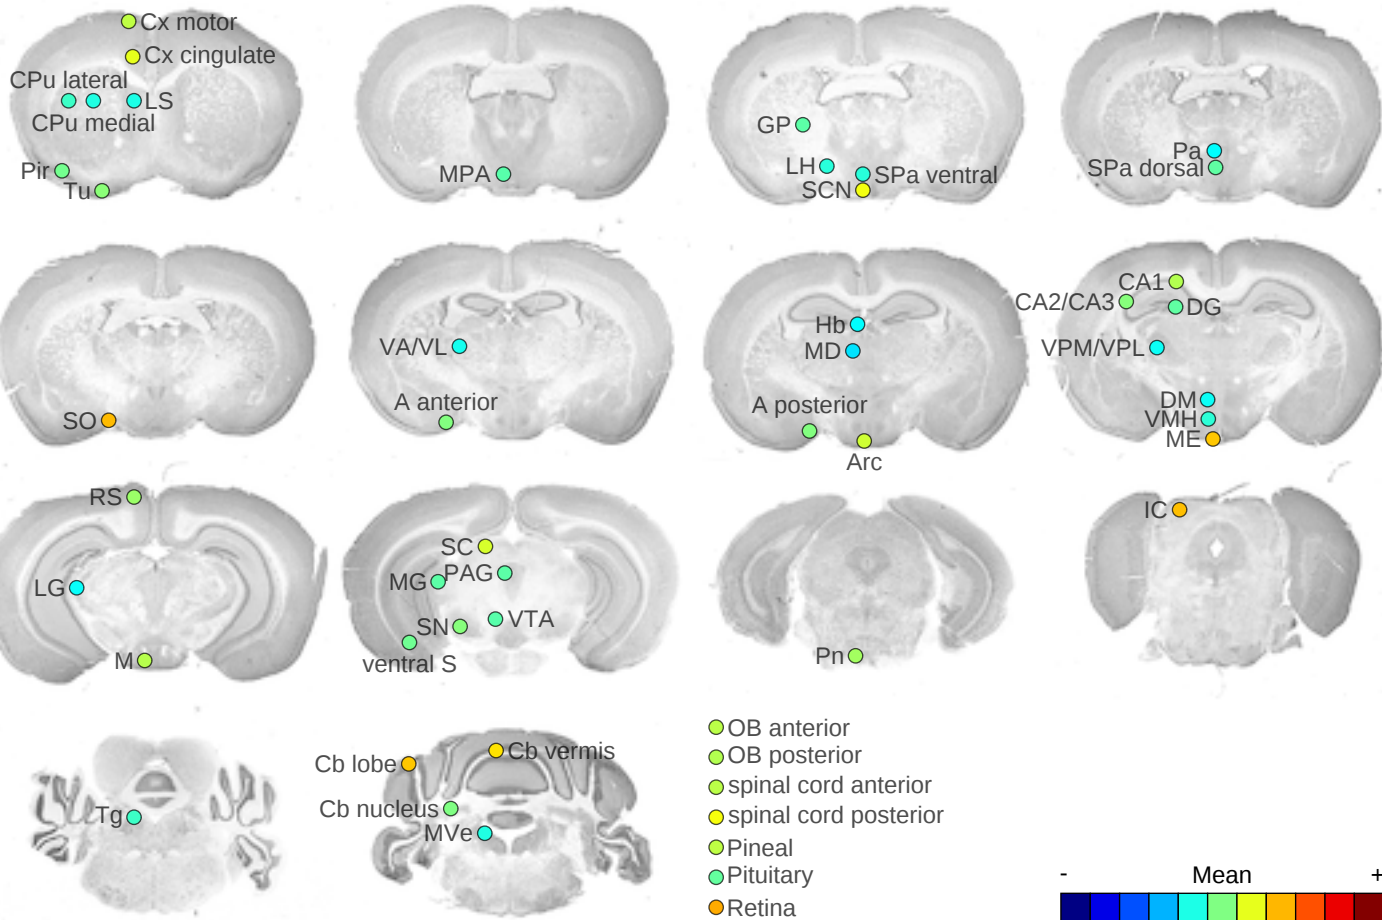 Cx motor
Cx cingulate
CPu lateral
LS
CPu medial
Pir
Tu
MPA
GP
LH
SPa ventral
SCN
Pa
SPa dorsal
SO
VA/VL
A anterior
Hb
MD
A posterior
Arc
CA1
CA2/CA3
DG
VPM/VPL
DM
VMH
ME
RS
LG
M
SC
PAG
MG
VTA
SN
ventral S
Pn
IC
Tg
Cb lobe
Cb vermis
Cb nucleus
MVe
OB anterior
OB posterior
spinal cord anterior
spinal cord posterior
Pineal
Pituitary
Retina
- Mean +